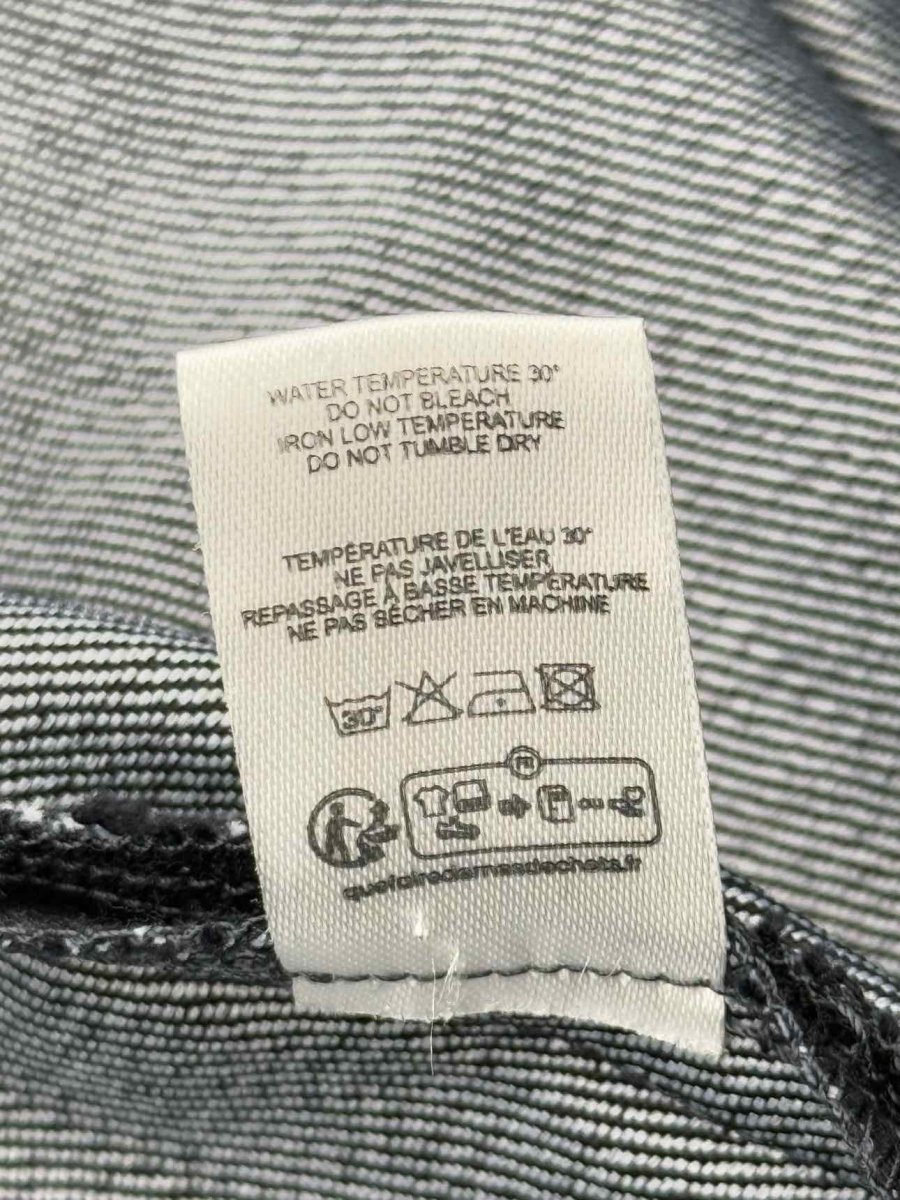 WATER TEMPERATURE 30°
DO NOT BLEACH
IRON LOW TEMPERATURE
DO NOT TUMBLE DRY
TEMPÉRATURE DE L'EAU 30°
NE PAS JAVELLISER
REPASSAGE À BASSE TEMPÉRATURE
NE PAS SÉCHER EN MACHINE
30°
FR
ou
quefairedemesdechets.fr